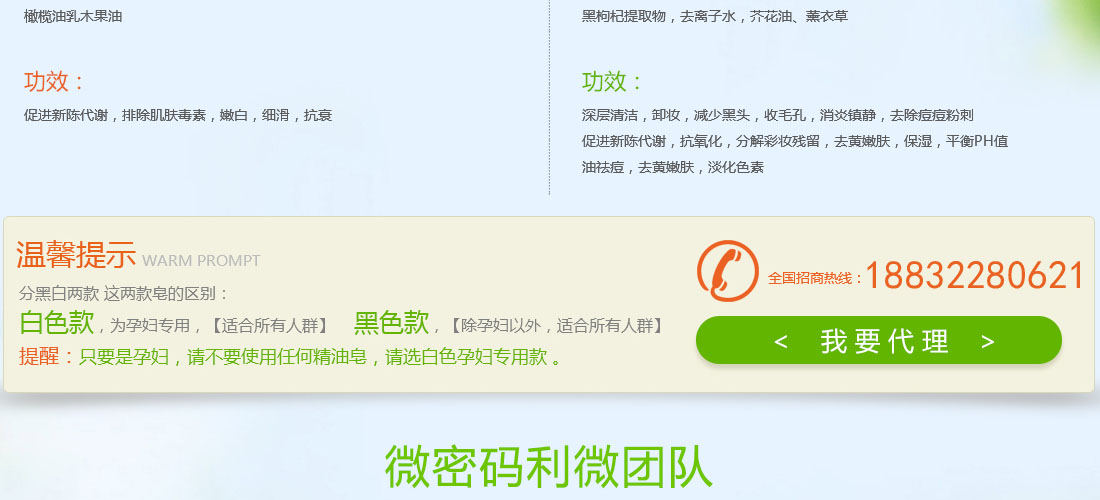 橄榄油乳木果油
功效：
促进新陈代谢，排除肌肤毒素，嫩白，细滑，抗衰
黑枸杞提取物，去离子水，芥花油、薰衣草
功效：
深层清洁，卸妆，减少黑头，收毛孔，消炎镇静，去除痘痘粉刺
促进新陈代谢，抗氧化，分解彩妆残留，去黄嫩肤，保湿，平衡PH值
油祛痘，去黄嫩肤，淡化色素
温馨提示 WARM PROMPT
分黑白两款 这两款皂的区别：
白色款，为孕妇专用，【适合所有人群】 黑色款，【除孕妇以外，适合所有人群】
提醒：只要是孕妇，请不要使用任何精油皂，请选白色孕妇专用款。
全国招商热线：18832280621
< 我要代理 >
微密码利微团队